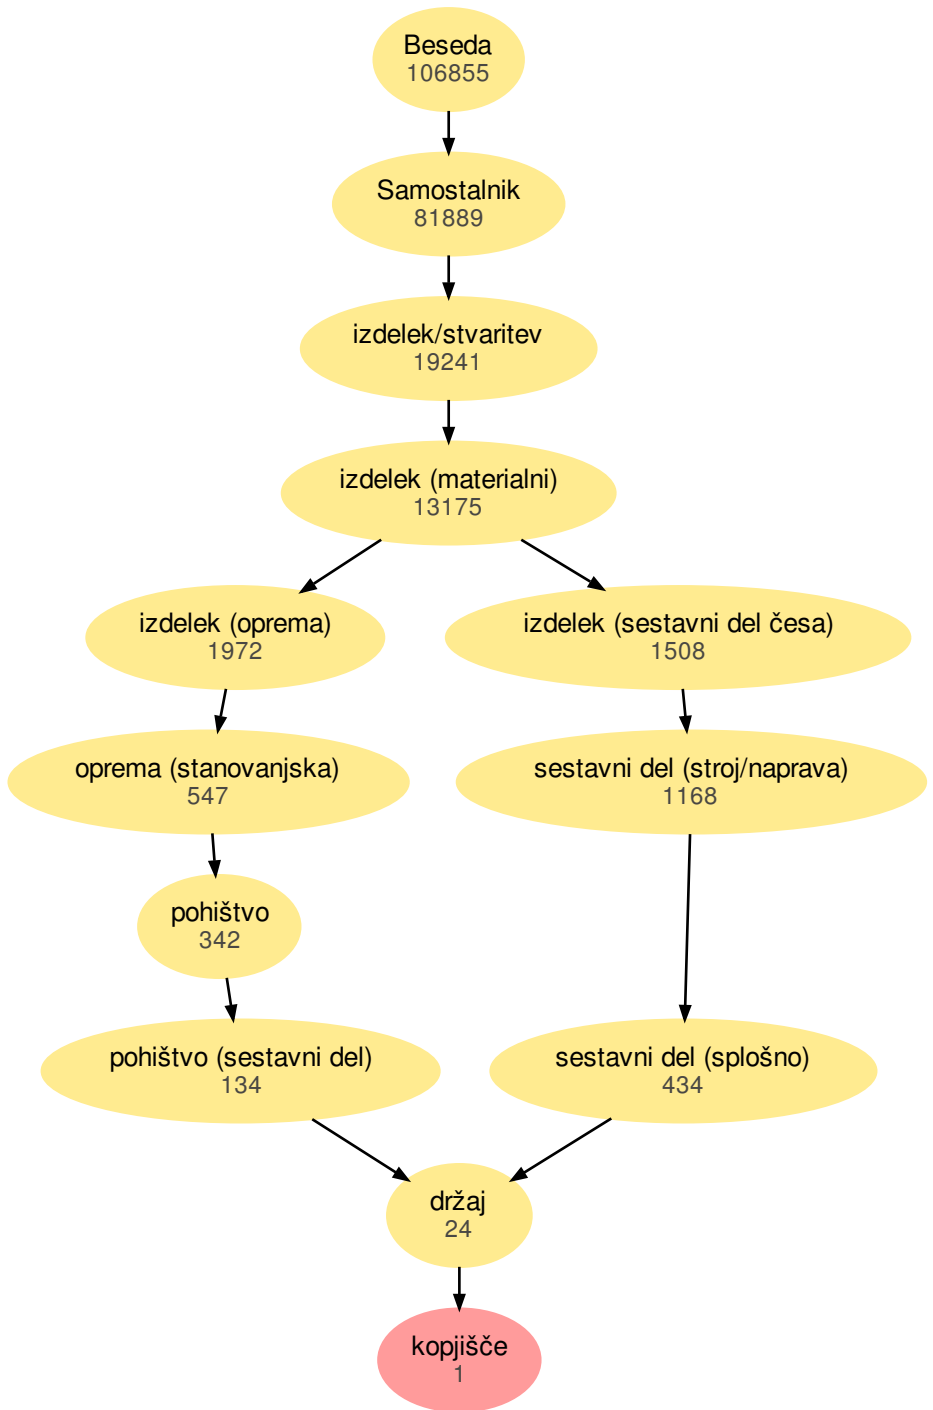 Beseda
106855
Samostalnik
81889
izdelek/stvaritev
19241
izdelek (materialni)
13175
izdelek (oprema)
1972
izdelek (sestavni del česa)
1508
oprema (stanovanjska)
547
sestavni del (stroj/naprava)
1168
pohištvo
342
pohištvo (sestavni del)
134
sestavni del (splošno)
434
držaj
24
kopjišče
1